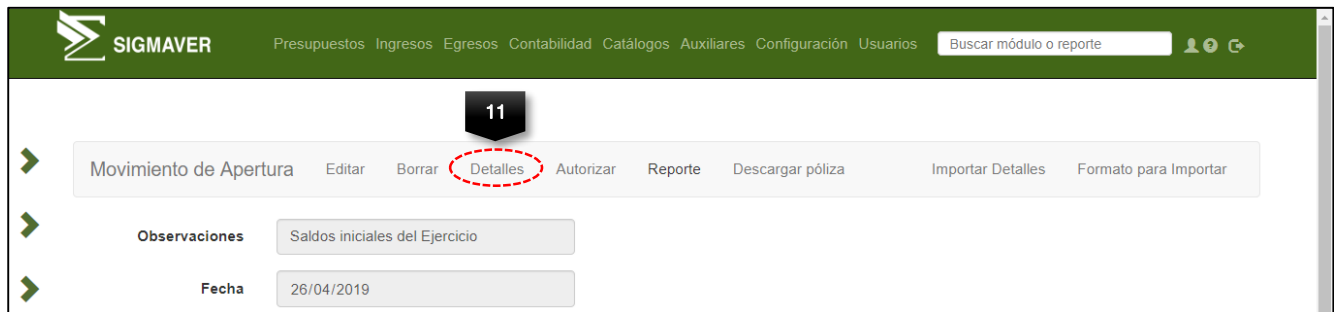 SIGMAVER Presupuestos Ingresos Egresos Contabilidad Catálogos Auxiliares Configuración Usuarios Buscar módulo o reporte
11
Movimiento de Apertura Editar Borrar Detalles Autorizar Reporte Descargar póliza Importar Detalles Formato para Importar
Observaciones Saldos iniciales del Ejercicio
Fecha 26/04/2019